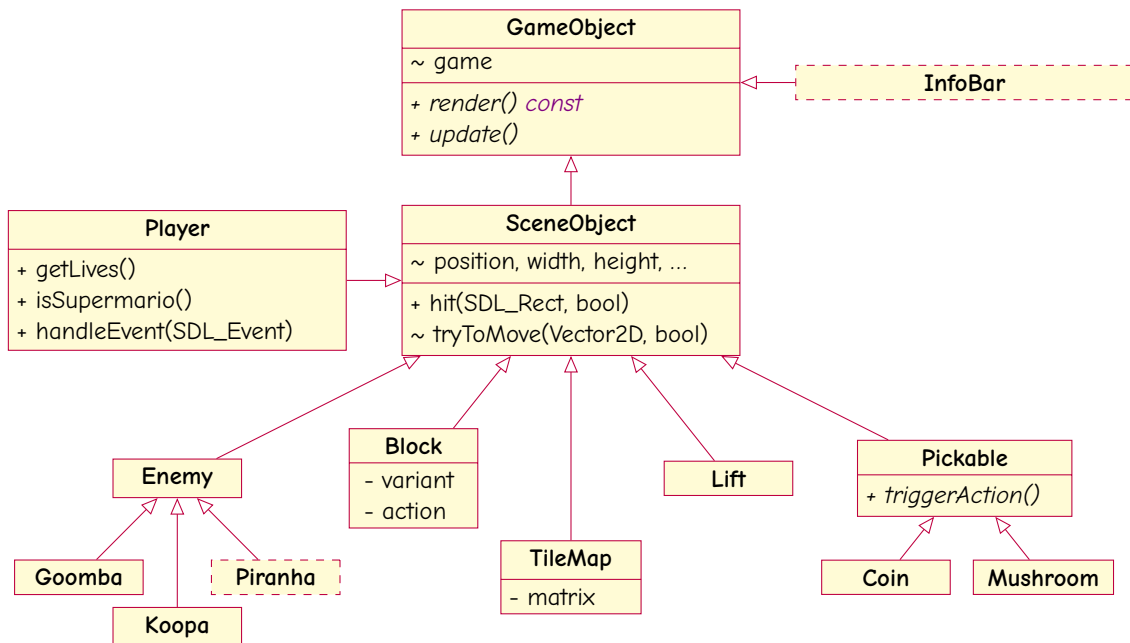 GameObject
~ game
+ render() const
+ update()
InfoBar
Player
+ getLives()
+ isSupermario()
+ handleEvent(SDL_Event)
SceneObject
~ position, width, height, ...
+ hit(SDL_Rect, bool)
~ tryToMove(Vector2D, bool)
Enemy
Block
- variant
- action
Lift
Pickable
+ triggerAction()
Goomba
Koopa
Piranha
TileMap
- matrix
Coin
Mushroom